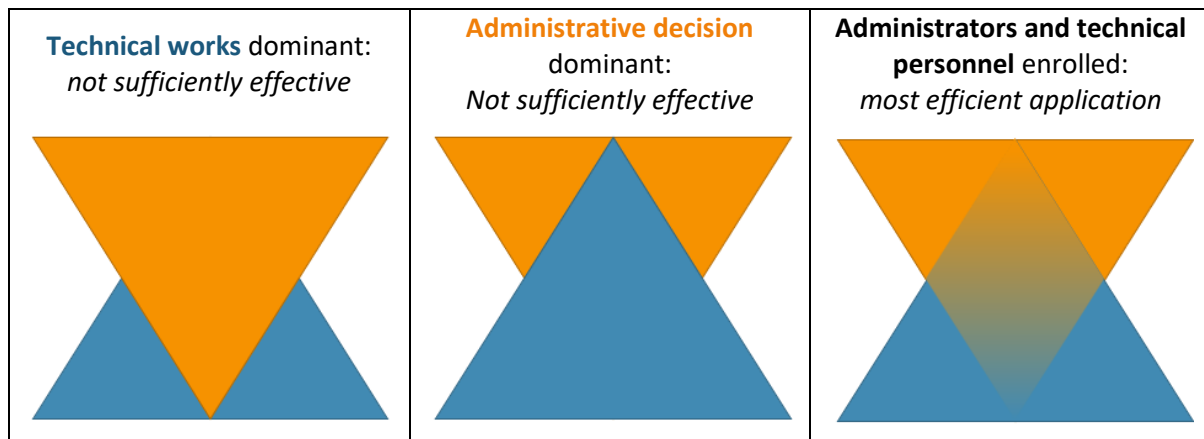 Technical works dominant:
not sufficiently effective
Administrative decision
dominant:
Not sufficiently effective
Administrators and technical
personnel enrolled:
most efficient application